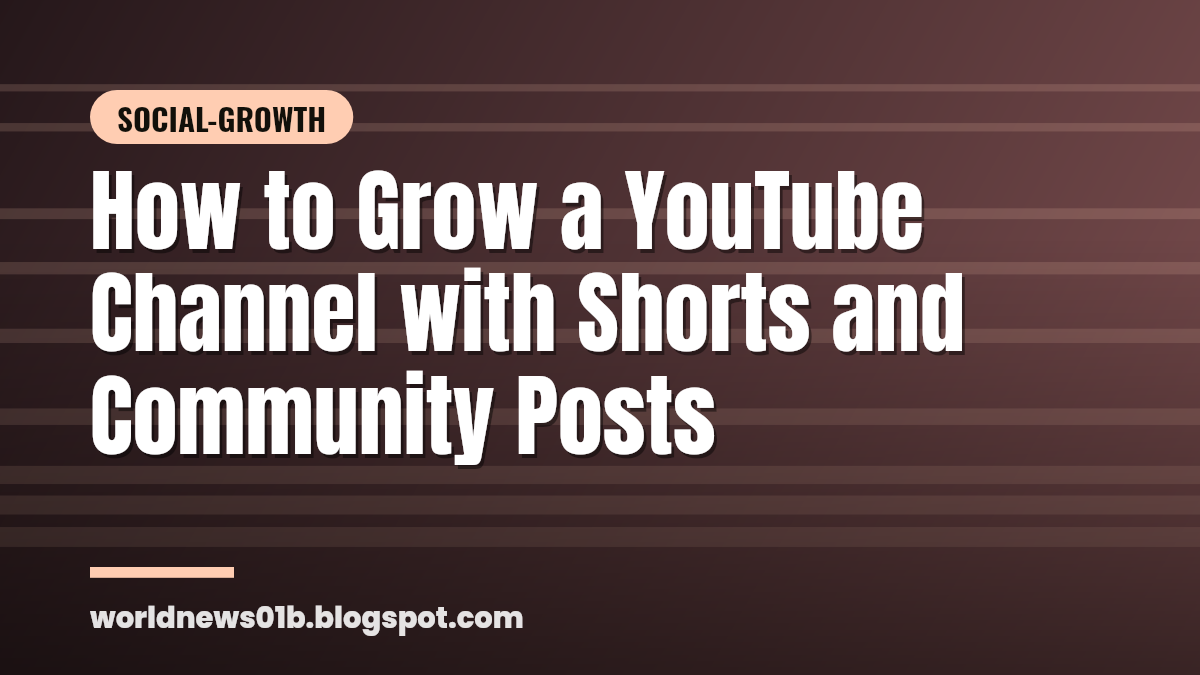 SOCIAL-GROWTH
How to Grow a YouTube
Channel with Shorts and
Community Posts
worldnews01b.blogspot.com